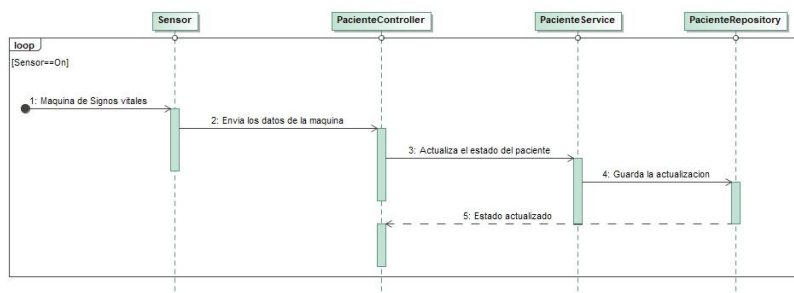 Sensor
PacienteController
PacienteService
PacienteRepository
loop
[Sensor==On]
1: Maquina de Signos vitales
2: Envia los datos de la maquina
3: Actualiza el estado del paciente
4: Guarda la actualizacion
5: Estado actualizado